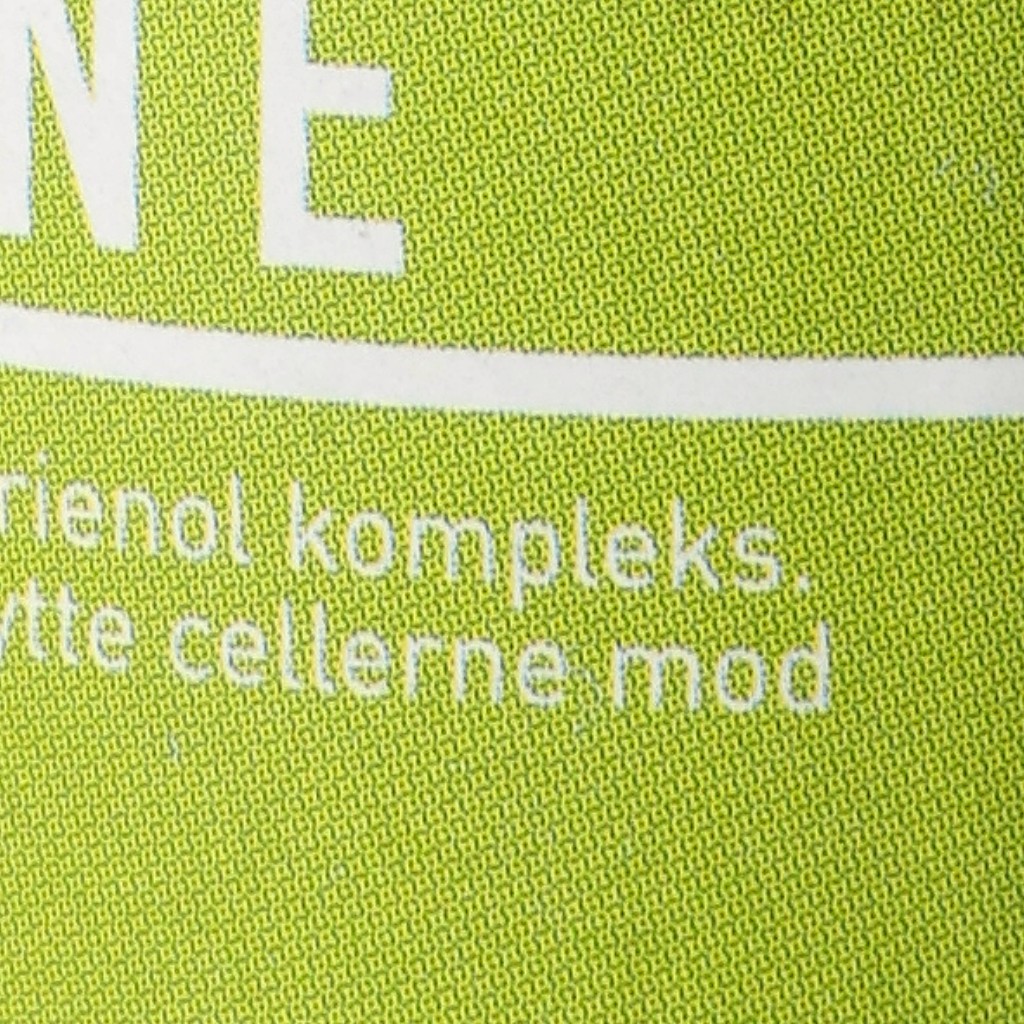 NE
rienol kompleks.
ytte cellerne mod